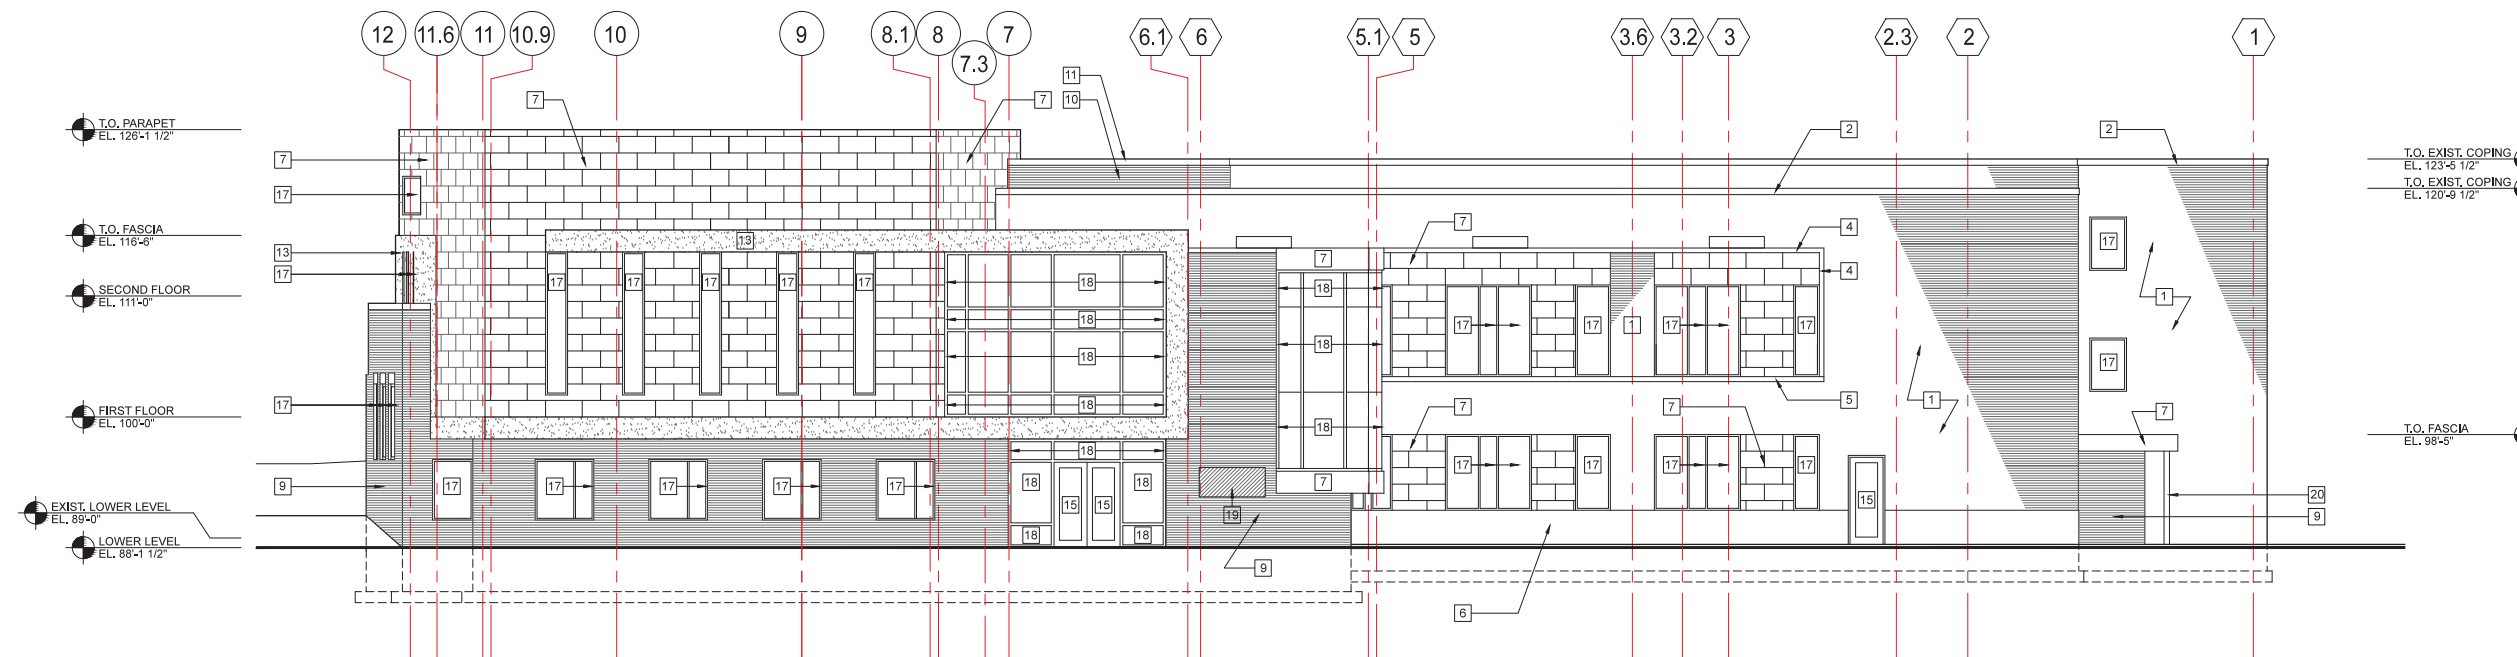 12 11.6 11 10.9 10 9 8.1 8 7.3 7 6.1 6 5.1 5 3.6 3.2 3 2.3 2 1
11
7 7 10
T.O. PARAPET
EL. 126'-1 1/2"
2 2
7
T.O. EXIST. COPING
EL. 123'-5 1/2"
17
T.O. EXIST. COPING
EL. 120'-9 1/2"
T.O. FASCIA
EL. 116'-6"
7 4
13 13 7 17
17 17 17 17 17 17 18 18 4
SECOND FLOOR
EL. 111'-0"
1
18 17 17 1 17 17
18 18
17
17 18 5 1
FIRST FLOOR
EL. 100'-0"
7 7 7
18
T.O. FASCIA
EL. 98'-5"
18 17 17 17 17
9 17 17 17 17 17 18 18 7
15 15 15 20
EXIST. LOWER LEVEL
EL. 89'-0"
19 9
18 18
LOWER LEVEL
EL. 88'-1 1/2"
9
6